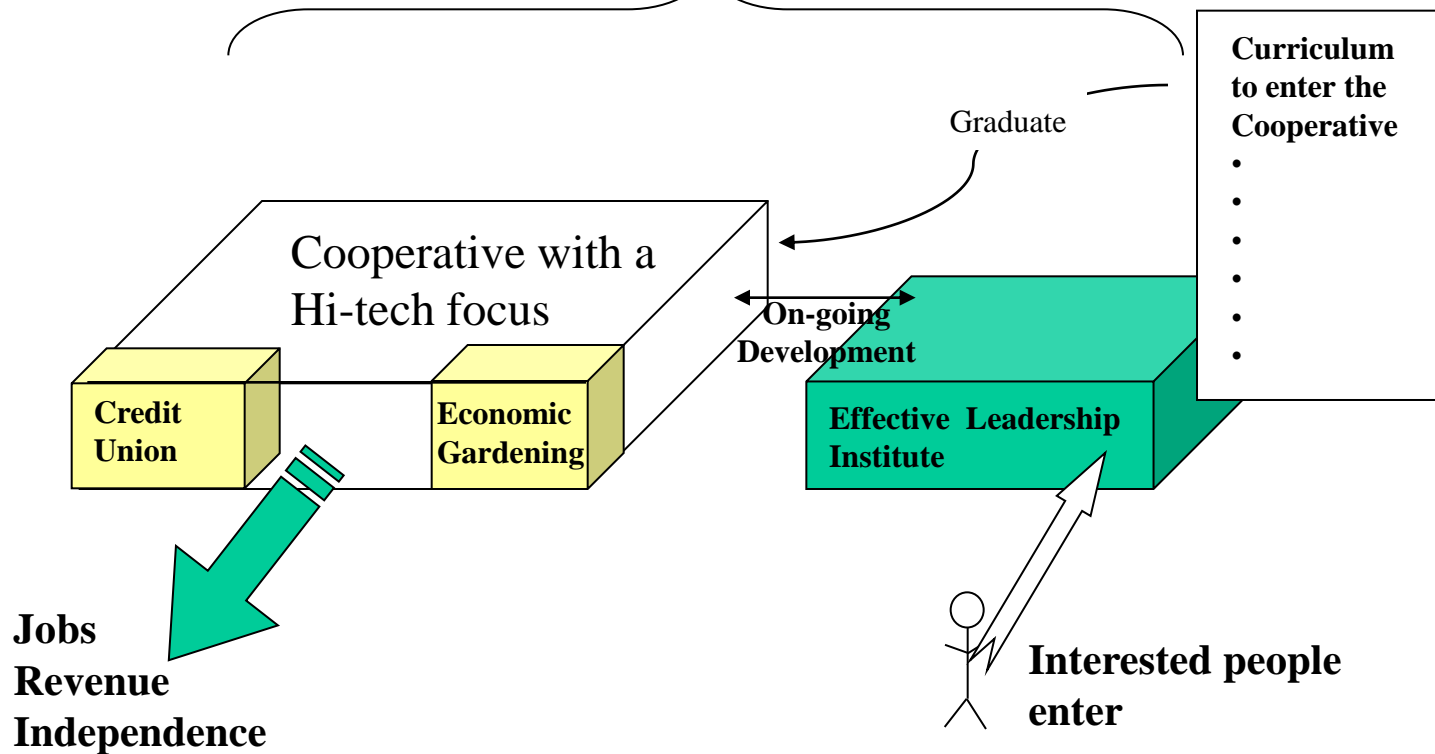 Curriculum
to enter the
Cooperative
•
•
•
•
•
•
Graduate
Cooperative with a
Hi-tech focus
On-going
Development
Credit
Union
Economic
Gardening
Effective Leadership
Institute
Jobs
Revenue
Independence
Interested people
enter